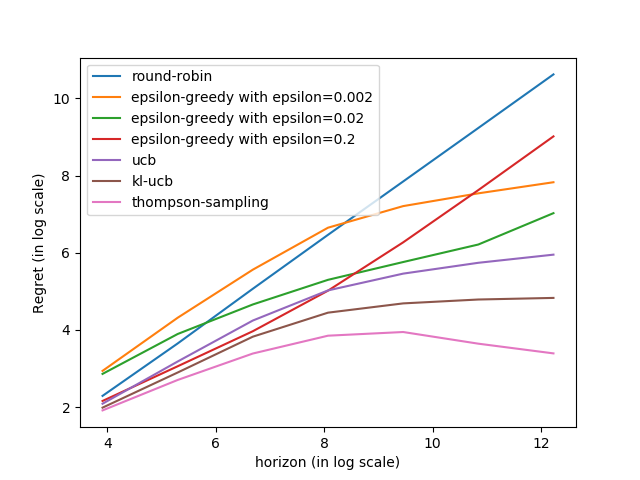 round-robin
epsilon-greedy with epsilon=0.002
epsilon-greedy with epsilon=0.02
epsilon-greedy with epsilon=0.2
ucb
kl-ucb
thompson-sampling
Regret (in log scale)
10
8
6
4
2
4 6 8 10 12
horizon (in log scale)